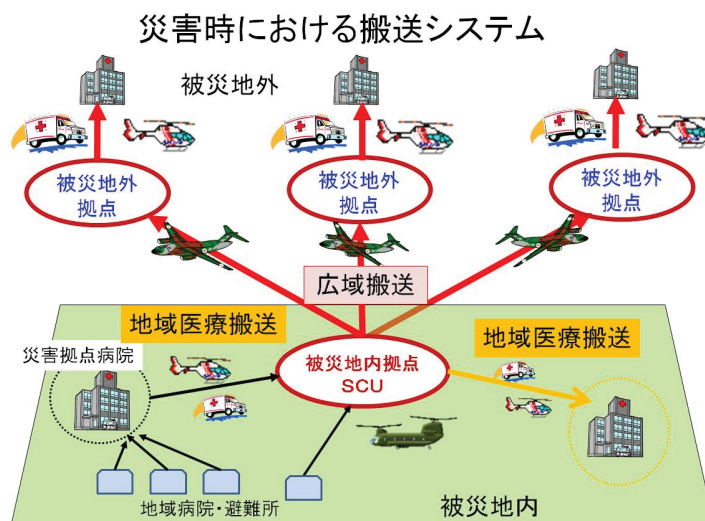 災害時における搬送システム
被災地外
被災地外
拠点
被災地外
拠点
被災地外
拠点
広域搬送
地域医療搬送
地域医療搬送
災害拠点病院
被災地内拠点
SCU
地域病院・避難所
被災地内